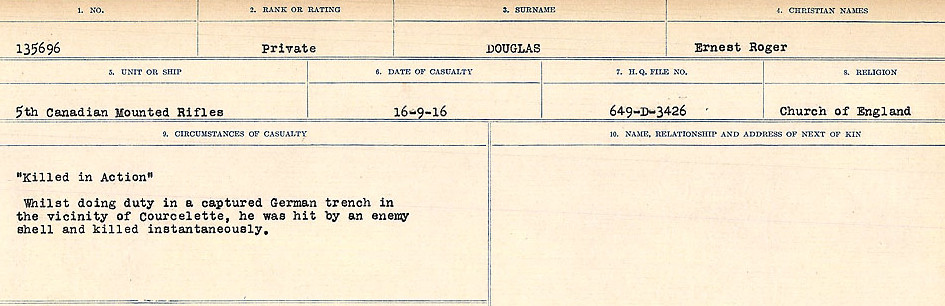 1. NO. 2. RANK OR RATING 3. SURNAME 4. CHRISTIAN NAMES
135696 Private DOUGLAS Ernest Roger
5. UNIT OR SHIP 6. DATE OF CASUALTY 7. H.Q. FILE NO. 8. RELIGION
5th Canadian Mounted Rifles 16-9-16 649-D-3426 Church of England
9. CIRCUMSTANCES OF CASUALTY 10. NAME, RELATIONSHIP AND ADDRESS OF NEXT OF KIN
"Killed in Action"
Whilst doing duty in a captured German trench in
the vicinity of Courcelette, he was hit by an enemy
shell and killed instantaneously.